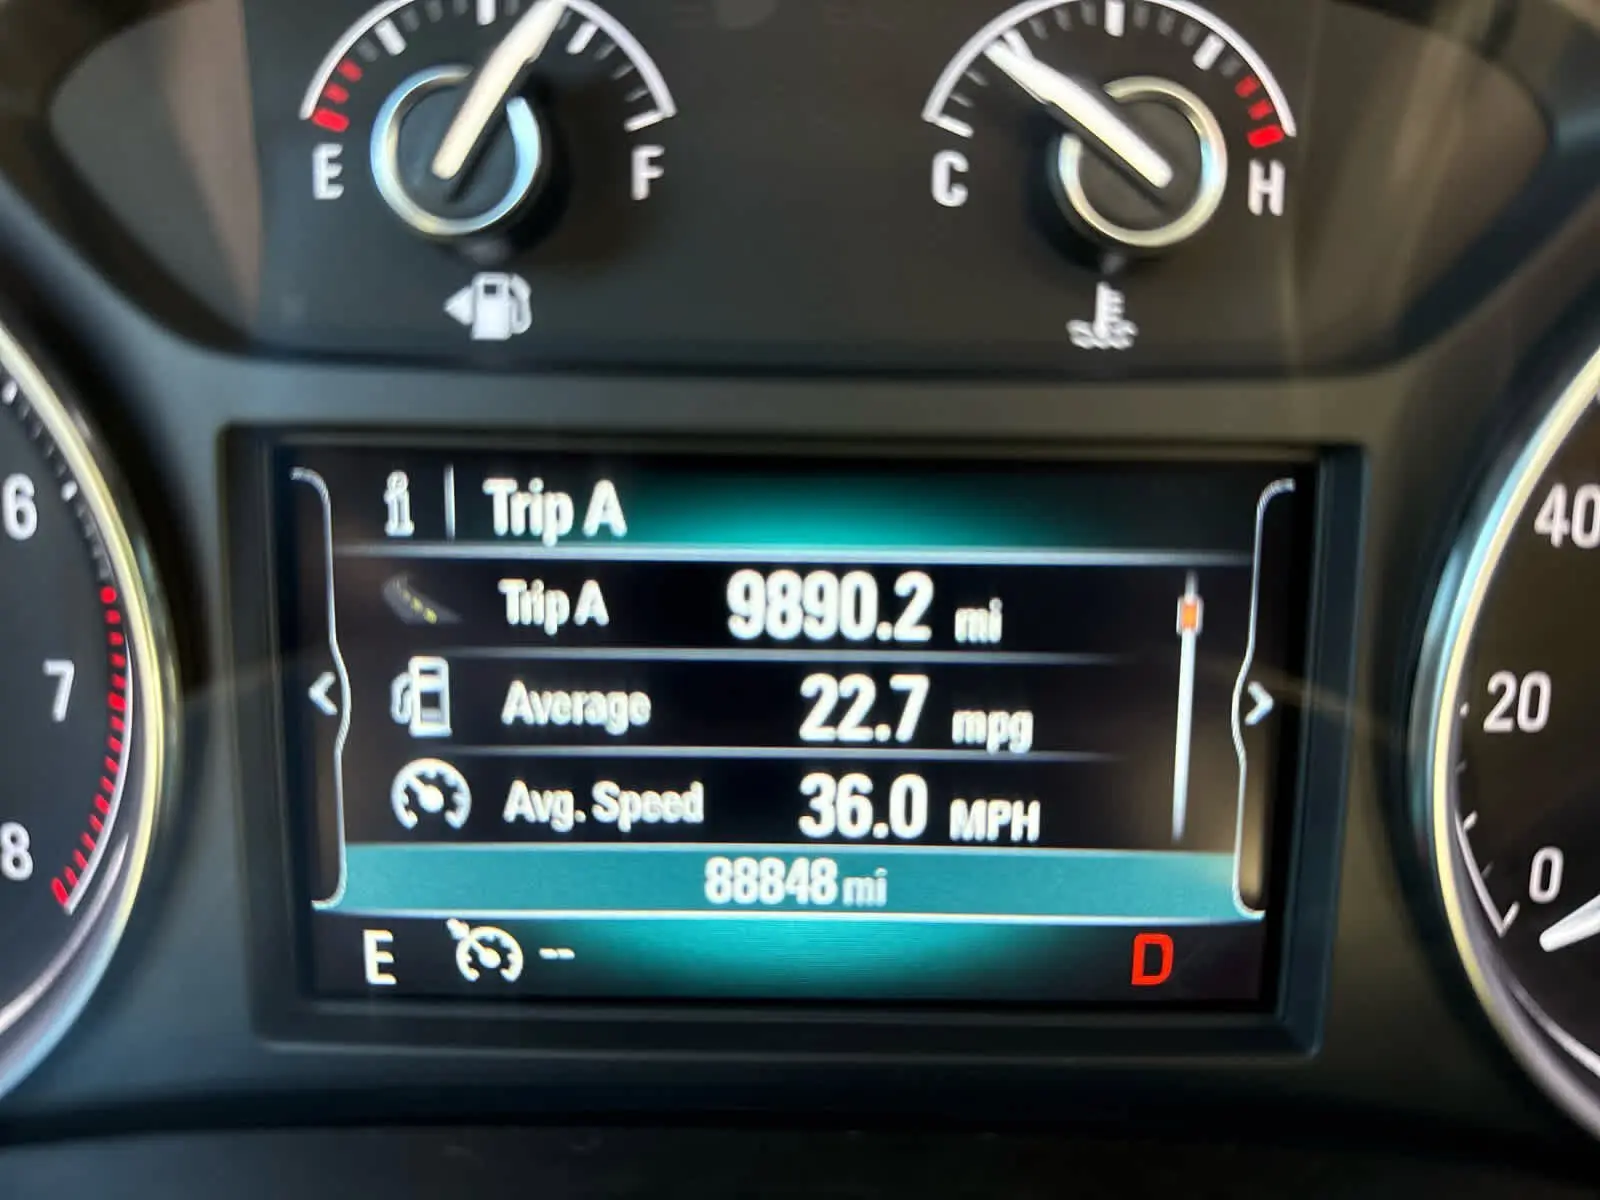 E F
C H
Trip A
Trip A 9890.2 mi
Average 22.7 mpg
Avg. Speed 36.0 MPH
88848 mi
E -- D
6
7
8
40
20
0